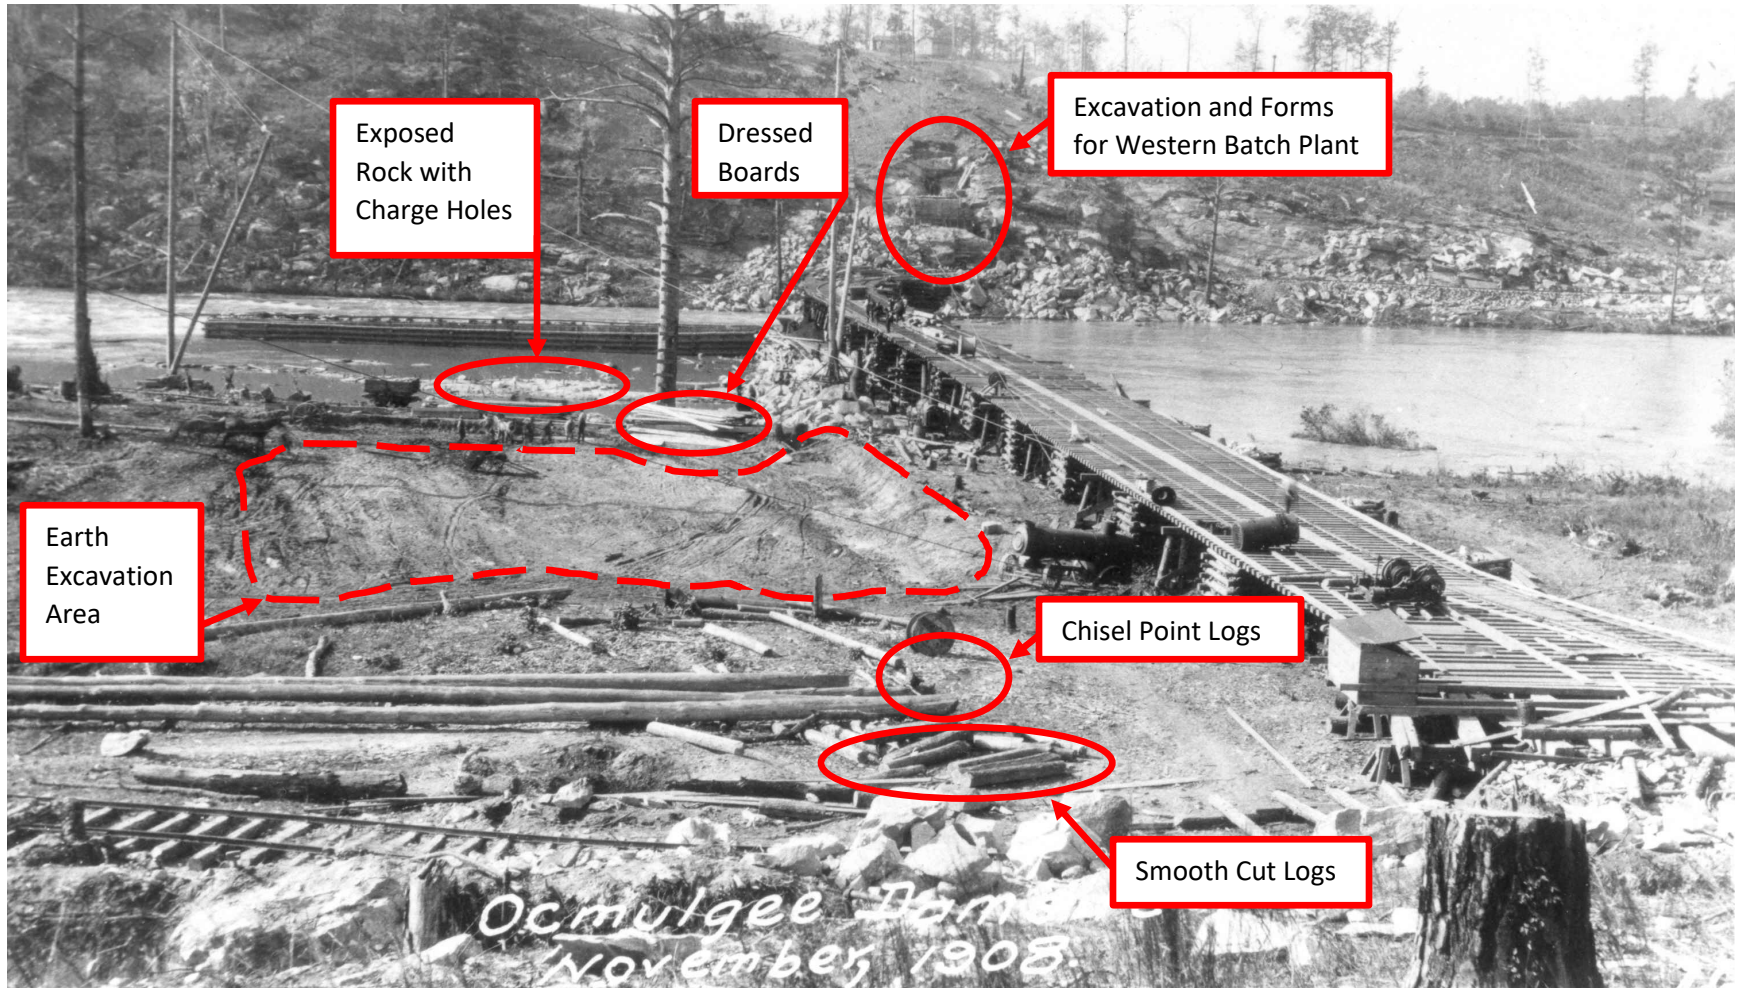 Exposed
Rock with
Charge Holes
Dressed
Boards
Excavation and Forms
for Western Batch Plant
Earth
Excavation
Area
Chisel Point Logs
Smooth Cut Logs
Ocmulgee
November, 1908.